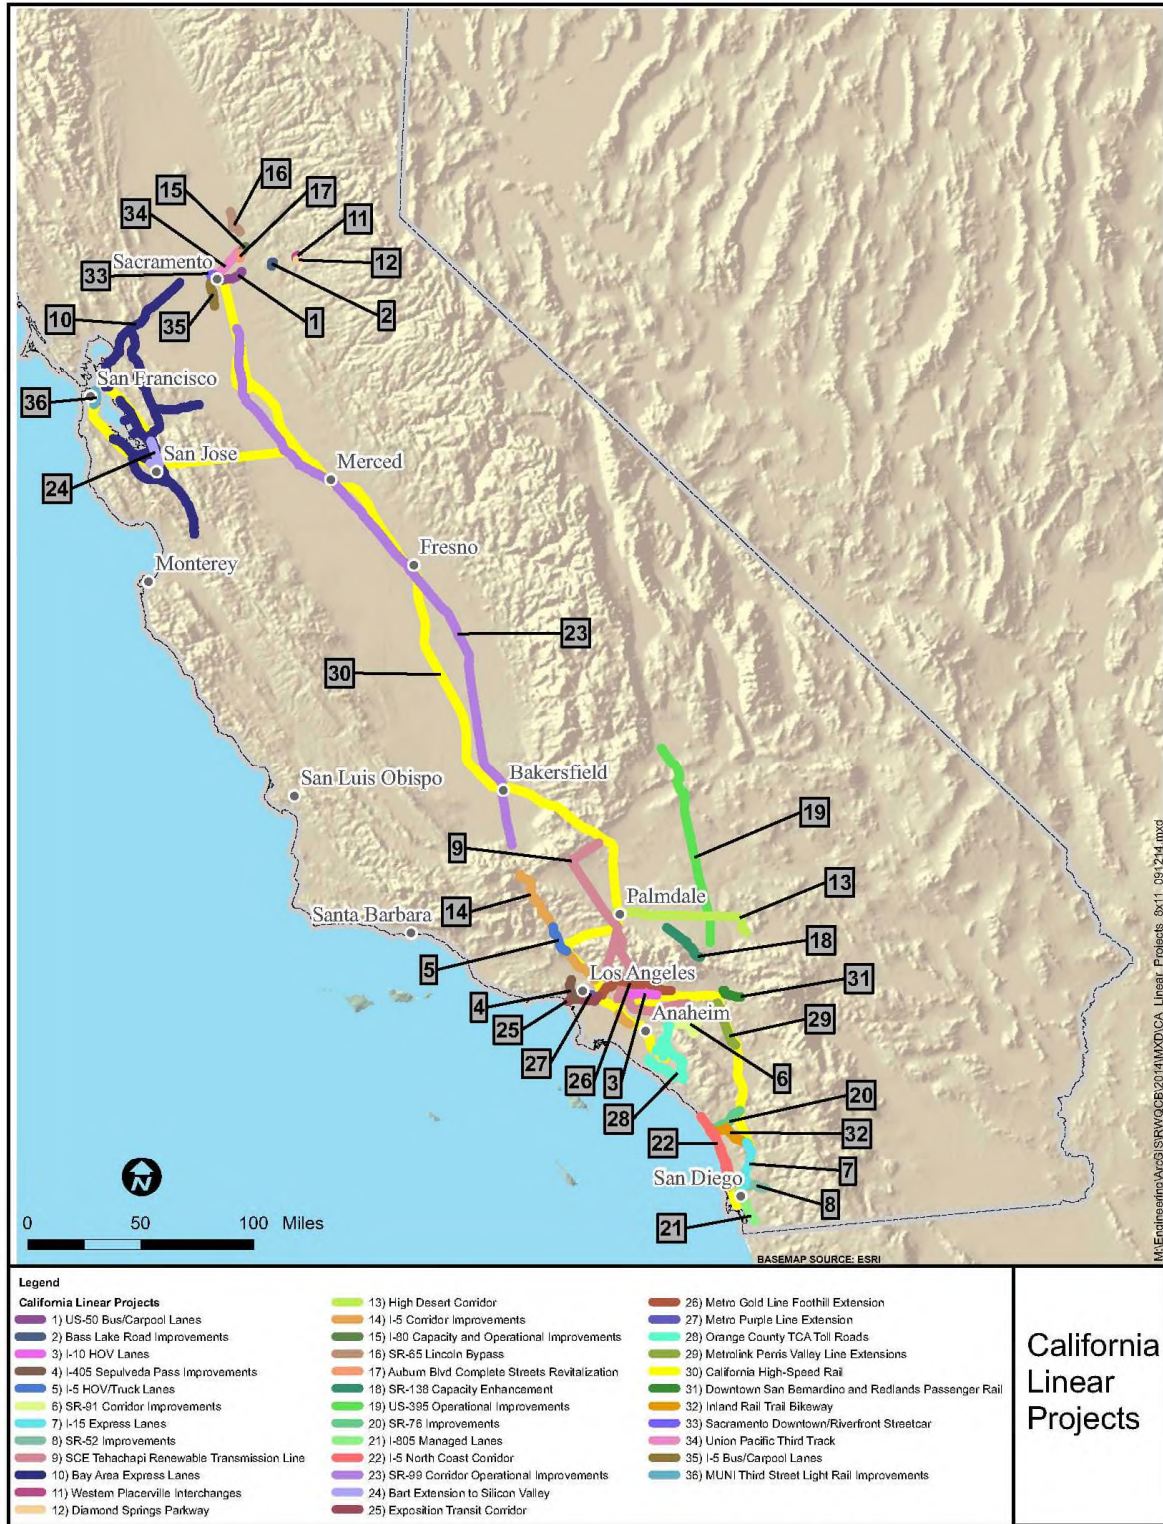 16
15
17
34
11
Sacramento
12
33
10
35
1
2
San Francisco
36
San Jose
Merced
24
Fresno
Monterey
23
30
San Luis Obispo
Bakersfield
19
9
13
Palmdale
14
Santa Barbara
18
5
Los Angeles
31
4
Anaheim
25
29
27
26
3
6
28
20
22
32
7
San Diego
8
21
N
0 50 100 Miles
BASEMAP SOURCE: ESRI
M:\Engineering\ArcGIS\RWQCB\2014\MXD\CA_Linear_Projects_8x11_091214.mxd
Legend
California Linear Projects
1) US-50 Bus/Carpool Lanes
2) Bass Lake Road Improvements
3) I-10 HOV Lanes
4) I-405 Sepulveda Pass Improvements
5) I-5 HOV/Truck Lanes
6) SR-91 Corridor Improvements
7) I-15 Express Lanes
8) SR-52 Improvements
9) SCE Tehachapi Renewable Transmission Line
10) Bay Area Express Lanes
11) Western Placerville Interchanges
12) Diamond Springs Parkway
13) High Desert Corridor
14) I-5 Corridor Improvements
15) I-80 Capacity and Operational Improvements
16) SR-65 Lincoln Bypass
17) Auburn Blvd Complete Streets Revitalization
18) SR-138 Capacity Enhancement
19) US-395 Operational Improvements
20) SR-76 Improvements
21) I-805 Managed Lanes
22) I-5 North Coast Corridor
23) SR-99 Corridor Operational Improvements
24) Bart Extension to Silicon Valley
25) Exposition Transit Corridor
26) Metro Gold Line Foothill Extension
27) Metro Purple Line Extension
28) Orange County TCA Toll Roads
29) Metrolink Perris Valley Line Extensions
30) California High-Speed Rail
31) Downtown San Bernardino and Redlands Passenger Rail
32) Inland Rail Trail Bikeway
33) Sacramento Downtown/Riverfront Streetcar
34) Union Pacific Third Track
35) I-5 Bus/Carpool Lanes
36) MUNI Third Street Light Rail Improvements
California
Linear
Projects